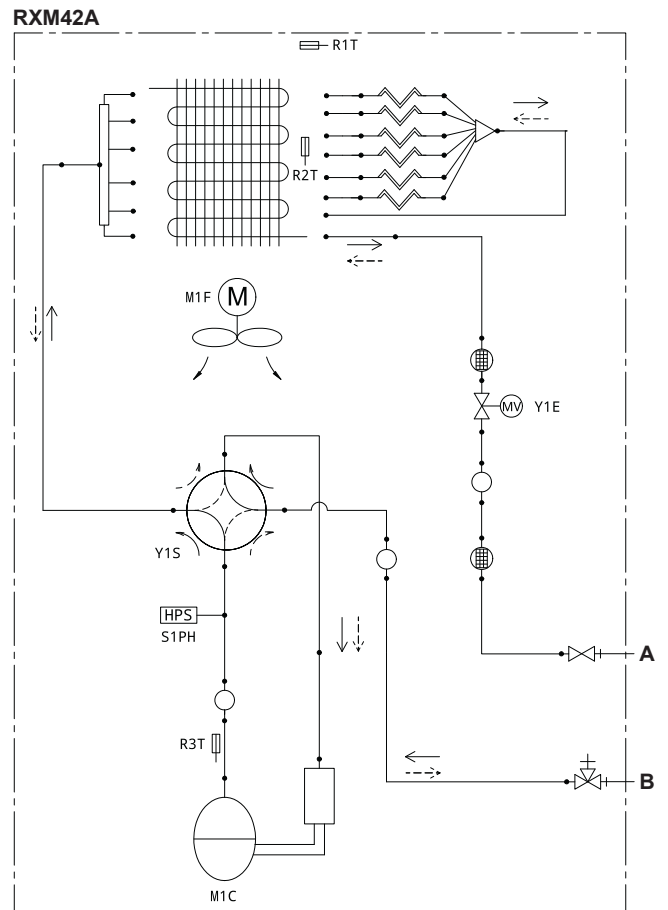 RXM42A
R1T
R2T
M1F
M
MV
Y1E
Y1S
HPS
S1PH
A
R3T
B
M1C